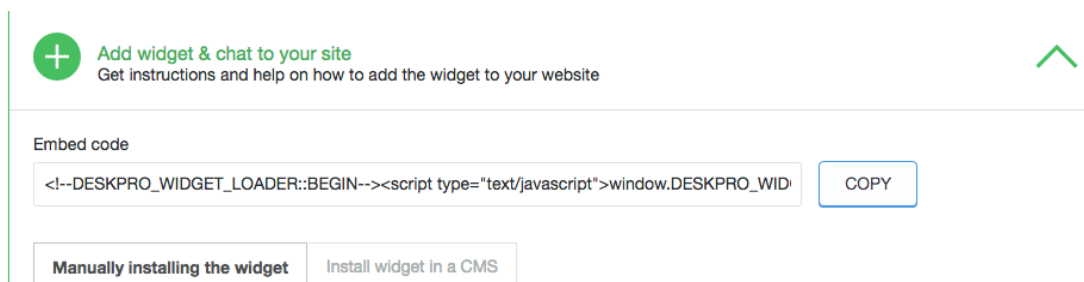 Add widget & chat to your site
Get instructions and help on how to add the widget to your website
Embed code
<!--DESKPRO_WIDGET_LOADER::BEGIN--><script type="text/javascript">window.DESKPRO_WID
COPY
Manually installing the widget
Install widget in a CMS